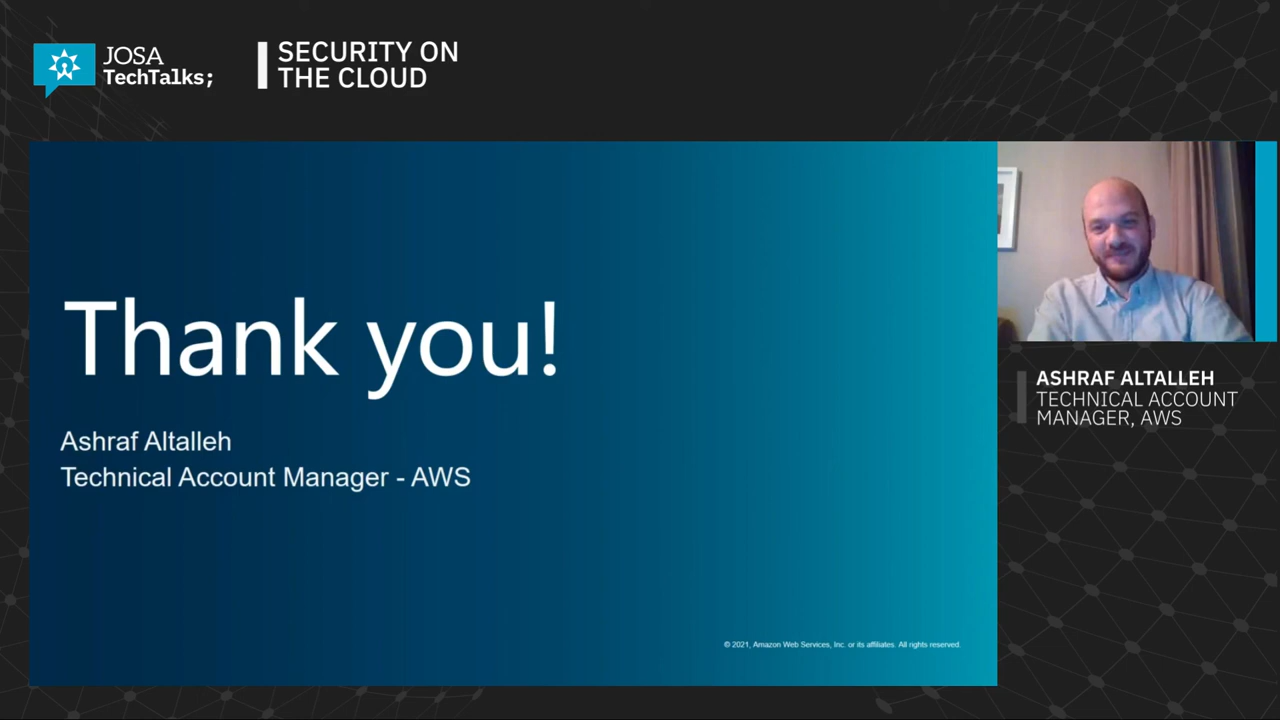 JOSA
TechTalks;
SECURITY ON
THE CLOUD
Thank you!
Ashraf Altalleh
Technical Account Manager - AWS
© 2021, Amazon Web Services, Inc. or its affiliates. All rights reserved.
ASHRAF ALTALLEH
TECHNICAL ACCOUNT
MANAGER, AWS